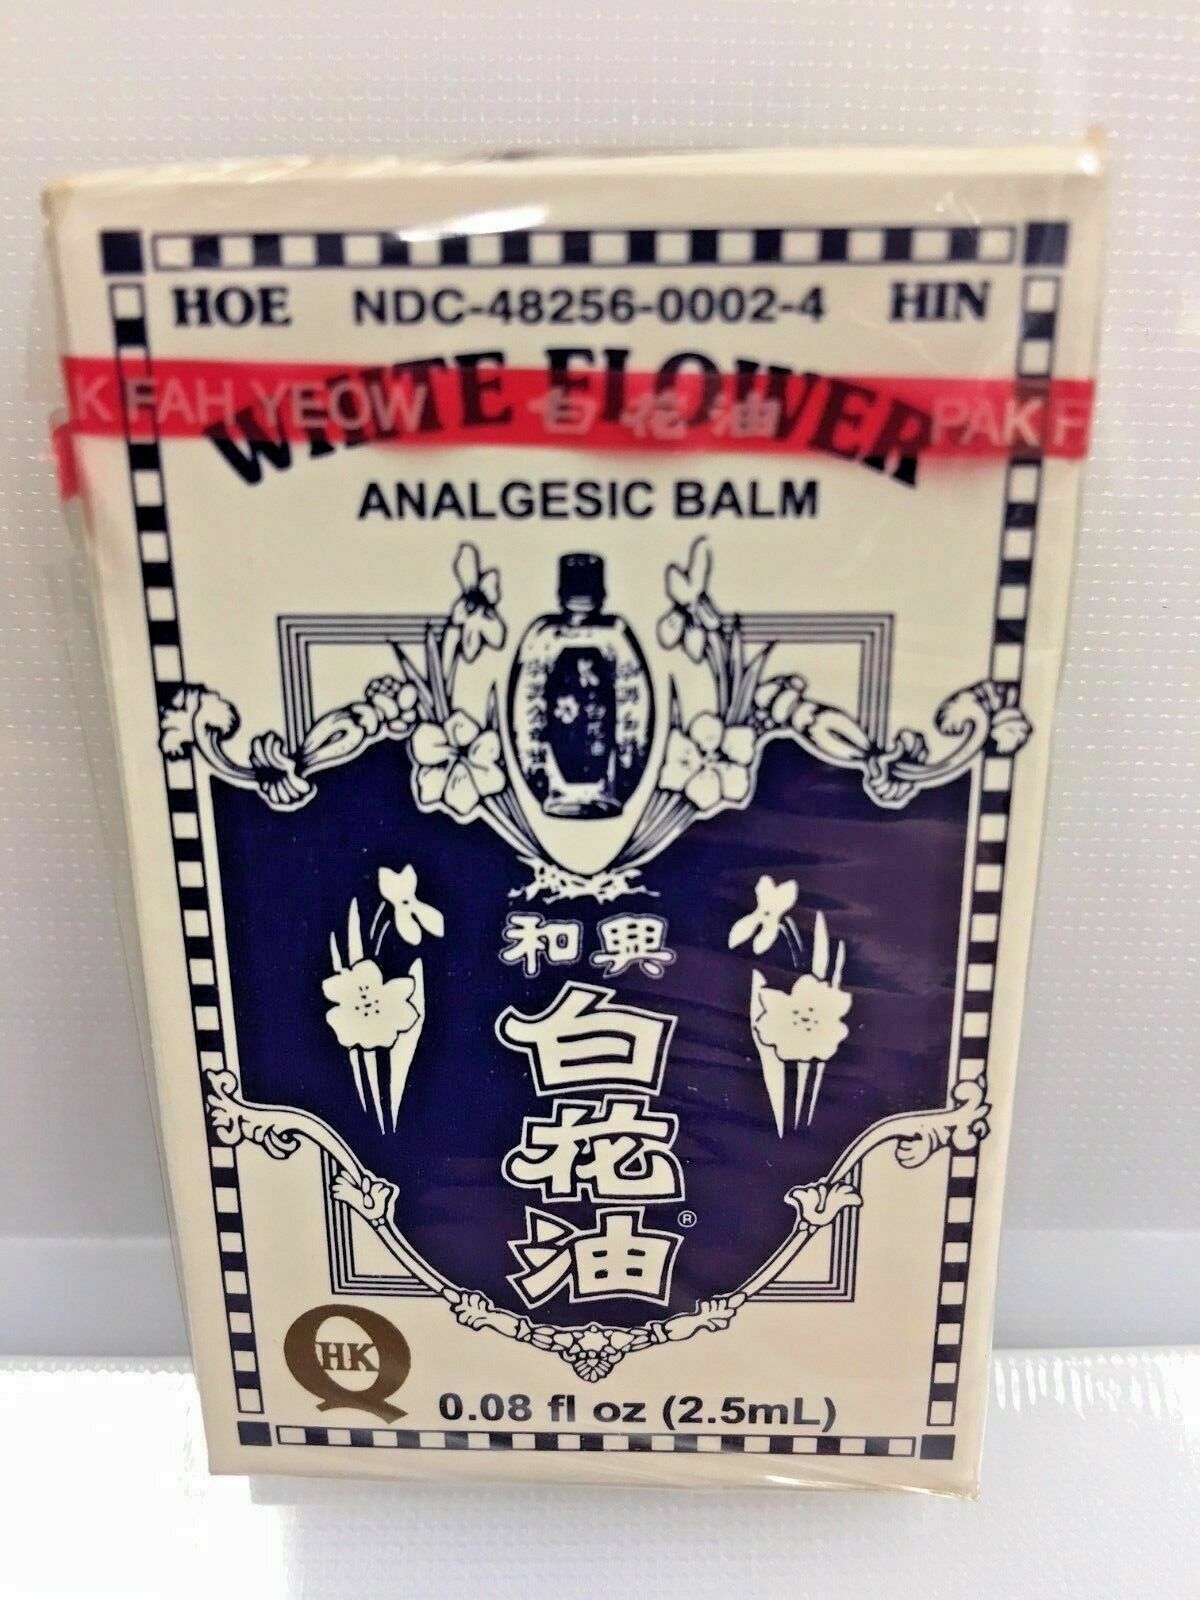 HOE NDC-48256-0002-4 HIN
WHITE FLOWER
K FAH YEOW 白花油 PAK F
ANALGESIC BALM
和興
白花油®
HK
0.08 fl oz (2.5mL)